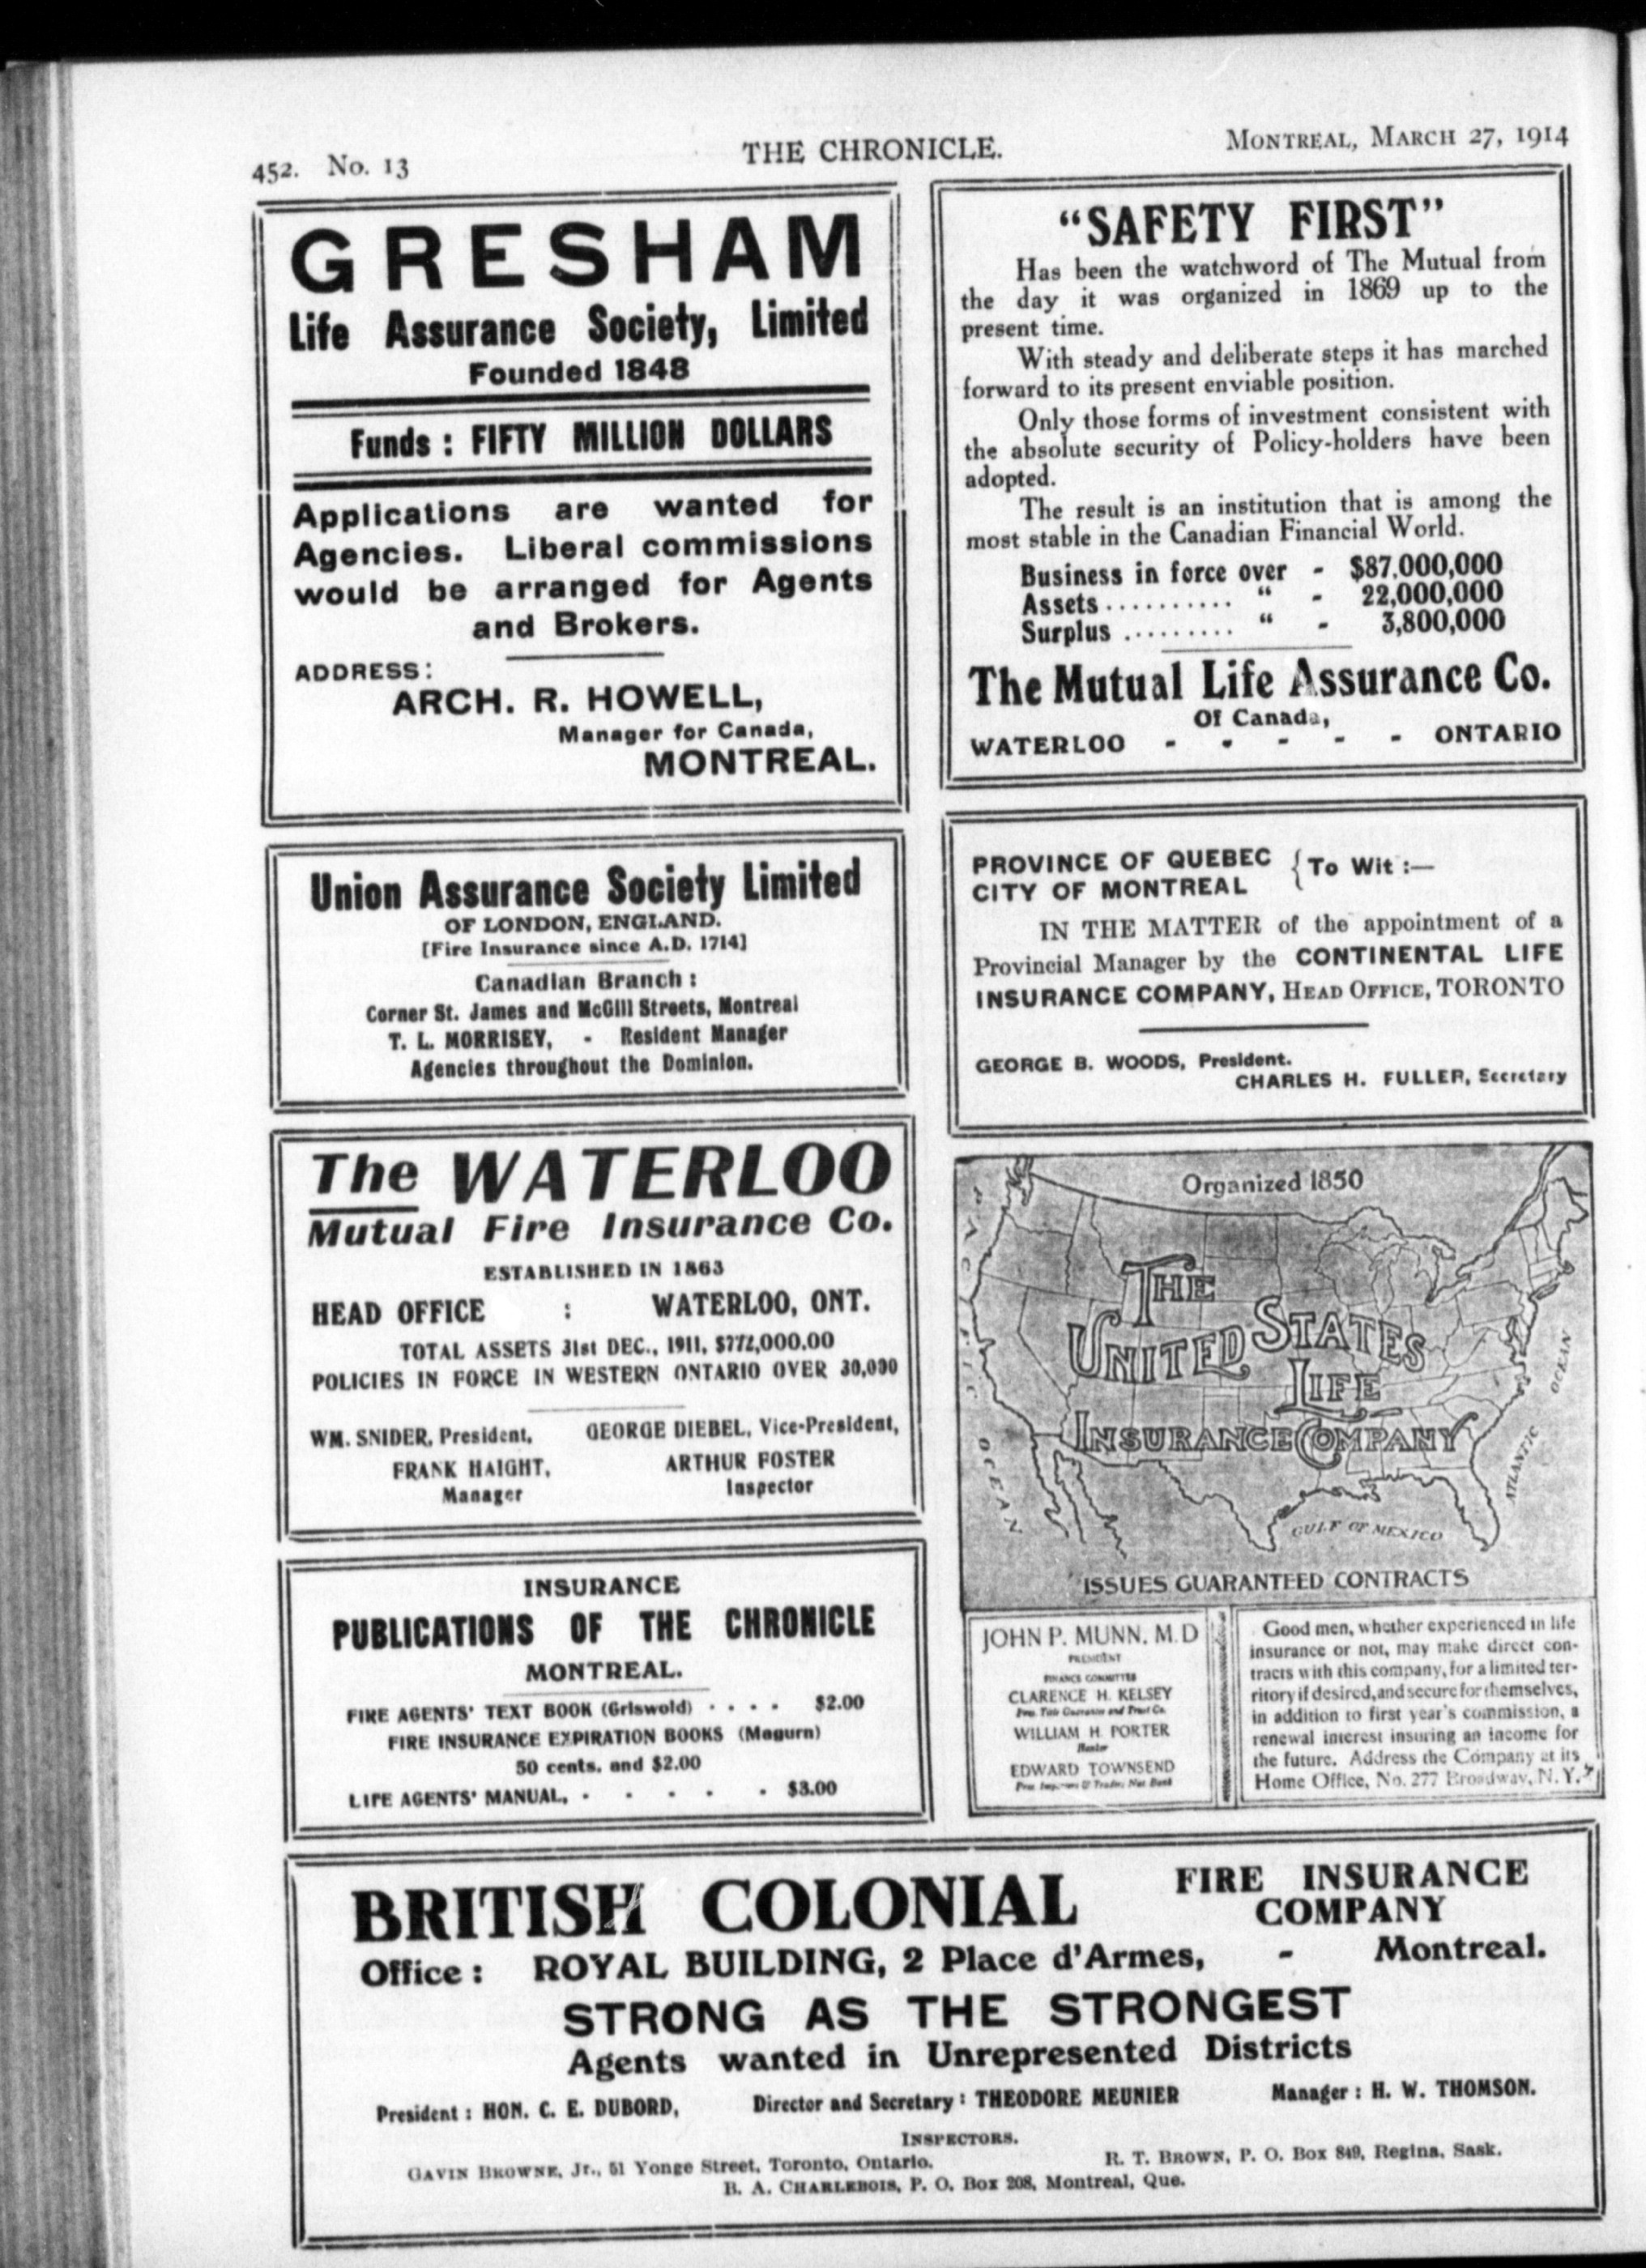 452. No. 13 THE CHRONICLE. MONTREAL, MARCH 27, 1914
GRESHAM
Life Assurance Society, Limited
Founded 1848
Funds : FIFTY MILLION DOLLARS
Applications are wanted for
Agencies. Liberal commissions
would be arranged for Agents
and Brokers.
ADDRESS:
ARCH. R. HOWELL,
Manager for Canada,
MONTREAL.
Union Assurance Society Limited
OF LONDON, ENGLAND.
[Fire Insurance since A.D. 1714]
Canadian Branch :
Corner St. James and McGill Streets, Montreal
T. L. MORRISEY, - Resident Manager
Agencies throughout the Dominion.
The WATERLOO
Mutual Fire Insurance Co.
ESTABLISHED IN 1863
HEAD OFFICE : WATERLOO, ONT.
TOTAL ASSETS 31st DEC., 1911, $772,000.00
POLICIES IN FORCE IN WESTERN ONTARIO OVER 30,000
WM. SNIDER, President, GEORGE DIEBEL, Vice-President,
FRANK HAIGHT, ARTHUR FOSTER
Manager Inspector
INSURANCE
PUBLICATIONS OF THE CHRONICLE
MONTREAL.
FIRE AGENTS' TEXT BOOK (Griswold) . . . . $2.00
FIRE INSURANCE EXPIRATION BOOKS (Magurn)
50 cents. and $2.00
LIFE AGENTS' MANUAL, . . . . . $3.00
"SAFETY FIRST"
Has been the watchword of The Mutual from
the day it was organized in 1869 up to the
present time.
With steady and deliberate steps it has marched
forward to its present enviable position.
Only those forms of investment consistent with
the absolute security of Policy-holders have been
adopted.
The result is an institution that is among the
most stable in the Canadian Financial World.
Business in force over - $87,000,000
Assets .......... " - 22,000,000
Surplus ......... " - 3,800,000
The Mutual Life Assurance Co.
Of Canada,
WATERLOO - - - - - ONTARIO
PROVINCE OF QUEBEC { To Wit :—
CITY OF MONTREAL
IN THE MATTER of the appointment of a
Provincial Manager by the CONTINENTAL LIFE
INSURANCE COMPANY, HEAD OFFICE, TORONTO
GEORGE B. WOODS, President.
CHARLES H. FULLER, Secretary
Organized 1850
PACIFIC OCEAN
THE
UNITED STATES
LIFE
INSURANCE COMPANY
ATLANTIC OCEAN
GULF OF MEXICO
ISSUES GUARANTEED CONTRACTS
JOHN P. MUNN, M.D
PRESIDENT
FINANCE COMMITTEE
CLARENCE H. KELSEY
Pres. Title Guarantee and Trust Co.
WILLIAM H. PORTER
Banker
EDWARD TOWNSEND
Pres. Nat. Bank
Good men, whether experienced in life
insurance or not, may make direct con-
tracts with this company, for a limited ter-
ritory if desired, and secure for themselves,
in addition to first year's commission, a
renewal interest insuring an income for
the future. Address the Company at its
Home Office, No. 277 Broadway, N. Y.
BRITISH COLONIAL FIRE INSURANCE
COMPANY
Office : ROYAL BUILDING, 2 Place d'Armes, - Montreal.
STRONG AS THE STRONGEST
Agents wanted in Unrepresented Districts
President : HON. C. E. DUBORD, Director and Secretary : THEODORE MEUNIER Manager : H. W. THOMSON.
INSPECTORS.
GAVIN BROWNE, Jr., 51 Yonge Street, Toronto, Ontario. R. T. BROWN, P. O. Box 849, Regina, Sask.
B. A. CHARLEBOIS, P. O. Box 208, Montreal, Que.